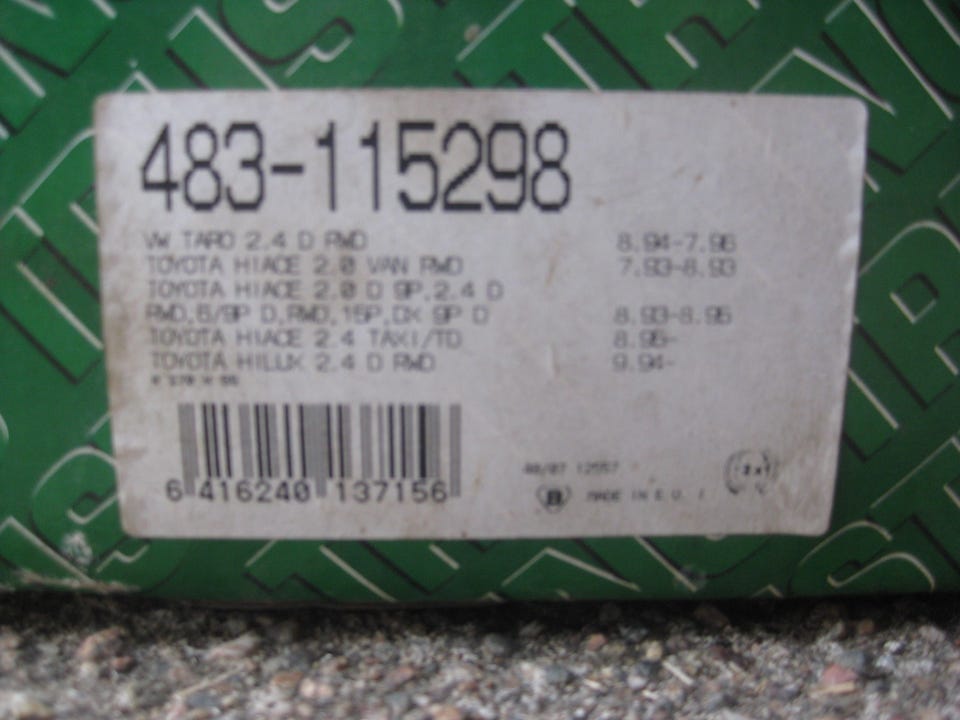 483-115298
VW TARO 2.4 D RWD 8.94-7.96
TOYOTA HIACE 2.0 VAN RWD 7.93-8.93
TOYOTA HIACE 2.0 D 9P,2.4 D
RWD,6/9P D,RWD,15P,DX 9P D 8.93-8.95
TOYOTA HIACE 2.4 TAXI/TD 8.95-
TOYOTA HILUX 2.4 D RWD 9.94-
12557
MADE IN E.U.
6 416240 137156